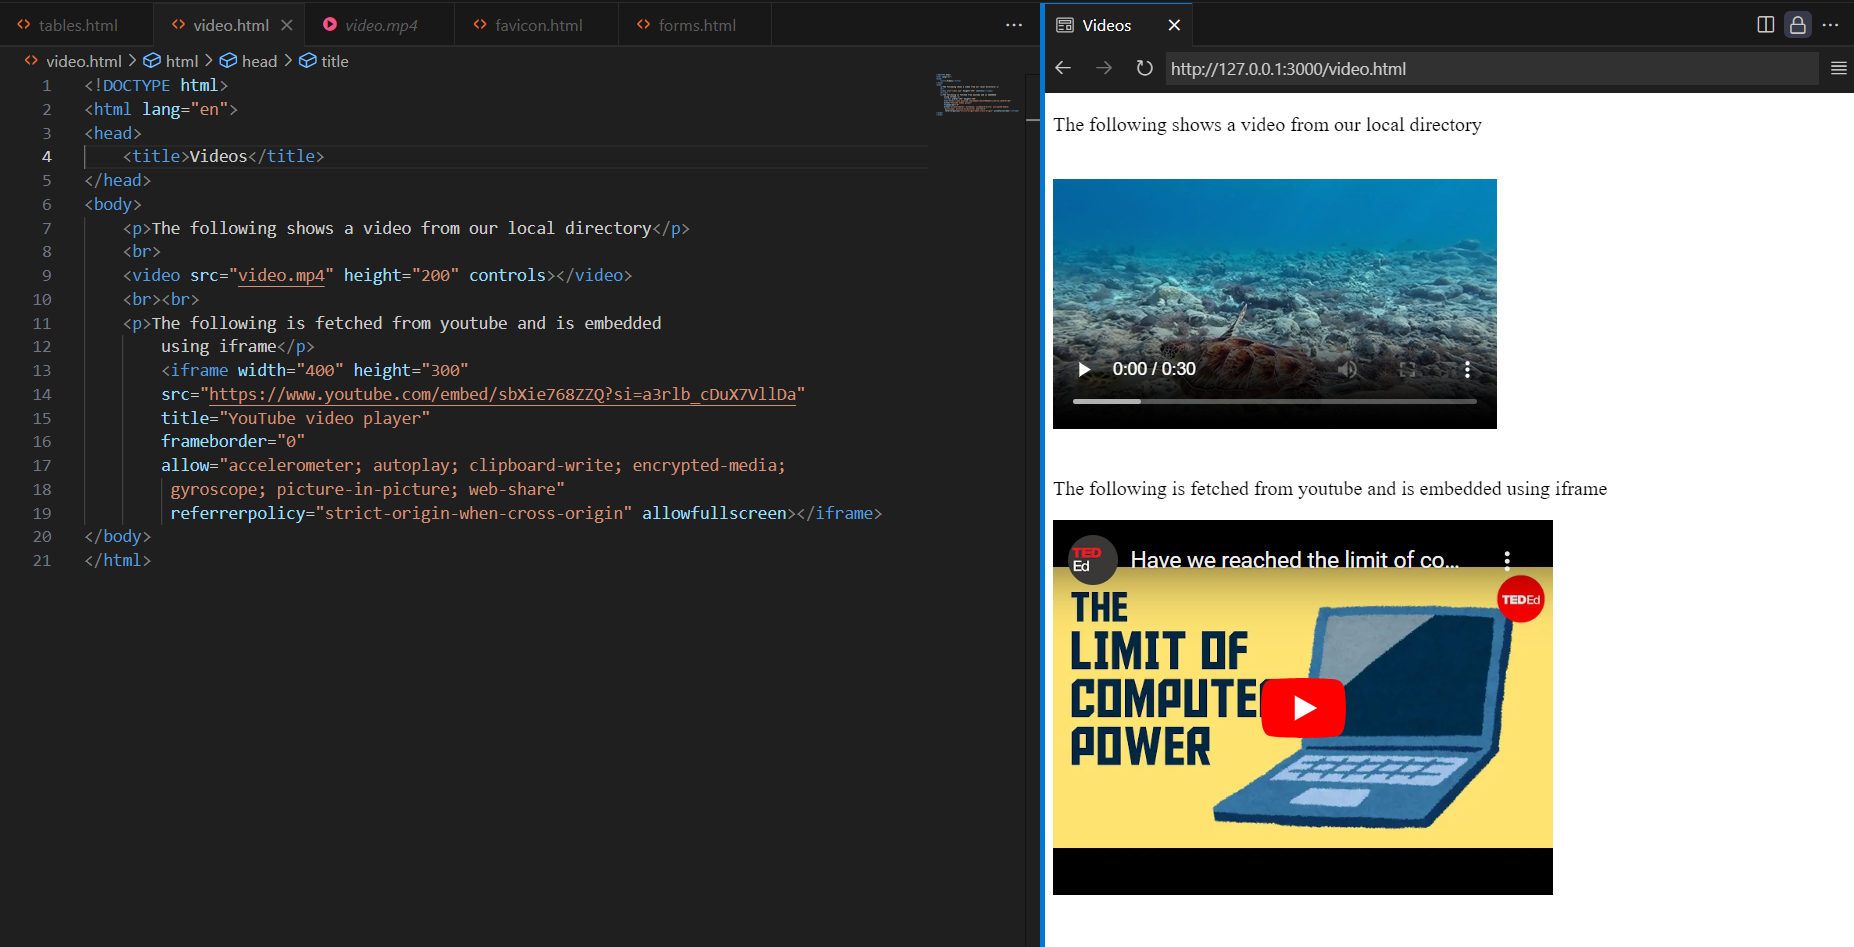 tables.html
video.html
video.mp4
favicon.html
forms.html
video.html > html > head > title
1 <!DOCTYPE html>
2 <html lang="en">
3 <head>
4 <title>Videos</title>
5 </head>
6 <body>
7 <p>The following shows a video from our local directory</p>
8 <br>
9 <video src="video.mp4" height="200" controls></video>
10 <br><br>
11 <p>The following is fetched from youtube and is embedded
12 using iframe</p>
13 <iframe width="400" height="300"
14 src="https://www.youtube.com/embed/sbXie768ZZQ?si=a3rlb_cDuX7VllDa"
15 title="YouTube video player"
16 frameborder="0"
17 allow="accelerometer; autoplay; clipboard-write; encrypted-media;
18 gyroscope; picture-in-picture; web-share"
19 referrerpolicy="strict-origin-when-cross-origin" allowfullscreen></iframe>
20 </body>
21 </html>
Videos
http://127.0.0.1:3000/video.html
The following shows a video from our local directory
0:00 / 0:30
The following is fetched from youtube and is embedded using iframe
TED
Ed
Have we reached the limit of co...
TEDEd
THE
LIMIT OF
COMPUTE
POWER